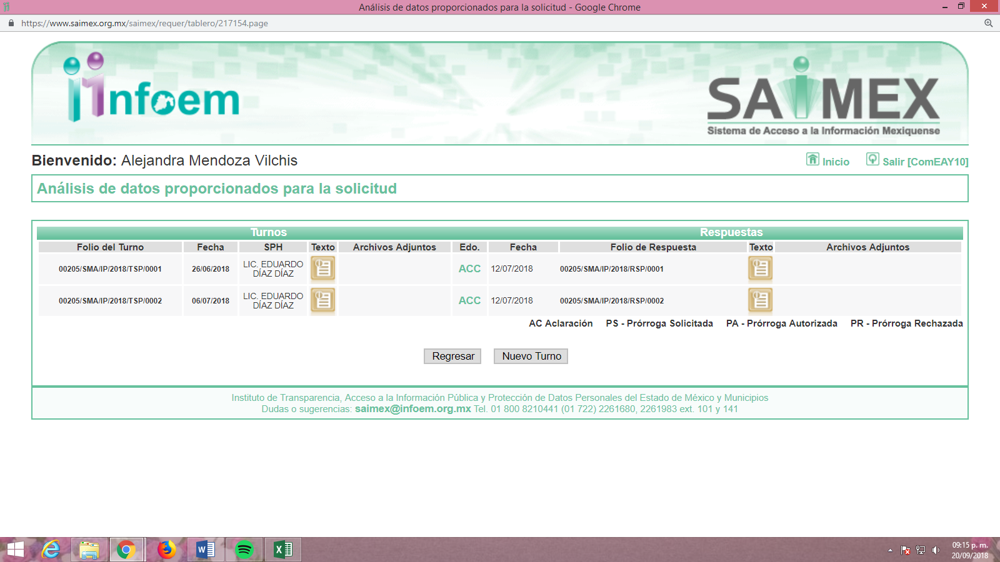 Análisis de datos proporcionados para la solicitud - Google Chrome
https://www.saimex.org.mx/saimex/requer/tablero/217154.page
infoem
SAIMEX
Sistema de Acceso a la Información Mexiquense
Bienvenido: Alejandra Mendoza Vilchis
Inicio Salir [ComEAY10]
Análisis de datos proporcionados para la solicitud
Turnos Respuestas
Folio del Turno Fecha SPH Texto Archivos Adjuntos Edo. Fecha Folio de Respuesta Texto Archivos Adjuntos
00205/SMA/IP/2018/TSP/0001 26/06/2018 LIC. EDUARDO DÍAZ DÍAZ ACC 12/07/2018 00205/SMA/IP/2018/RSP/0001
00205/SMA/IP/2018/TSP/0002 06/07/2018 LIC. EDUARDO DÍAZ DÍAZ ACC 12/07/2018 00205/SMA/IP/2018/RSP/0002
AC Aclaración PS - Prórroga Solicitada PA - Prórroga Autorizada PR - Prórroga Rechazada
Regresar Nuevo Turno
Instituto de Transparencia, Acceso a la Información Pública y Protección de Datos Personales del Estado de México y Municipios
Dudas o sugerencias: saimex@infoem.org.mx Tel. 01 800 8210441 (01 722) 2261680, 2261983 ext. 101 y 141
09:15 p. m.
20/09/2018